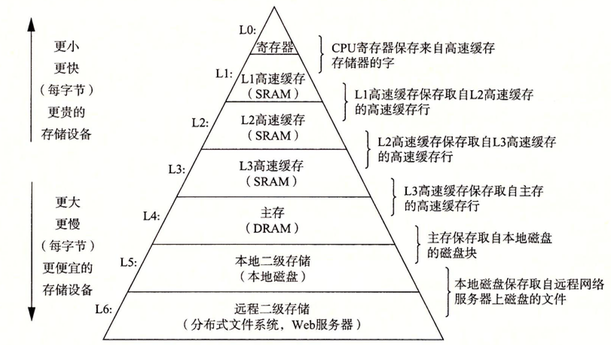 更小
更快
(每字节)
更贵的
存储设备
更大
更慢
(每字节)
更便宜的
存储设备
L0:
寄存器
CPU寄存器保存来自高速缓存
存储器的字
L1:
L1高速缓存
(SRAM)
L1高速缓存保存取自L2高速缓存
的高速缓存行
L2:
L2高速缓存
(SRAM)
L2高速缓存保存取自L3高速缓存
的高速缓存行
L3:
L3高速缓存
(SRAM)
L3高速缓存保存取自主存
的高速缓存行
L4:
主存
(DRAM)
主存保存取自本地磁盘
的磁盘块
L5:
本地二级存储
(本地磁盘)
本地磁盘保存取自远程网络
服务器上磁盘的文件
L6:
远程二级存储
(分布式文件系统，Web服务器)